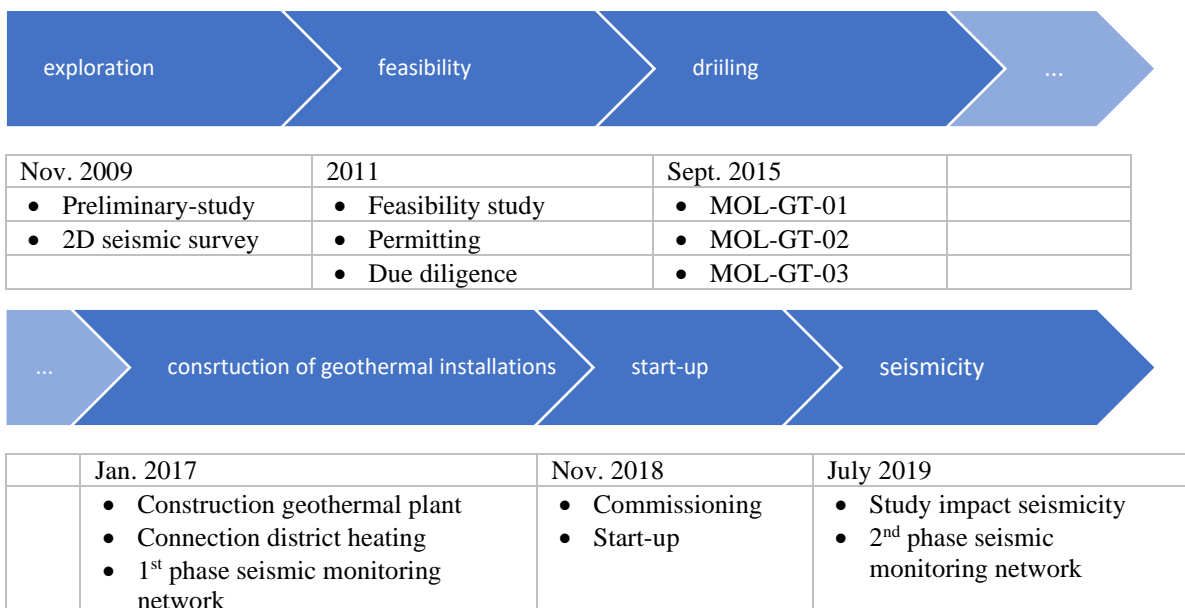 exploration feasibility driiling ...
Nov. 2009 2011 Sept. 2015
• Preliminary-study • Feasibility study • MOL-GT-01
• 2D seismic survey • Permitting • MOL-GT-02
• Due diligence • MOL-GT-03
... consrtuction of geothermal installations start-up seismicity
Jan. 2017 Nov. 2018 July 2019
• Construction geothermal plant • Commissioning • Study impact seismicity
• Connection district heating • Start-up • 2nd phase seismic
• 1st phase seismic monitoring monitoring network
network